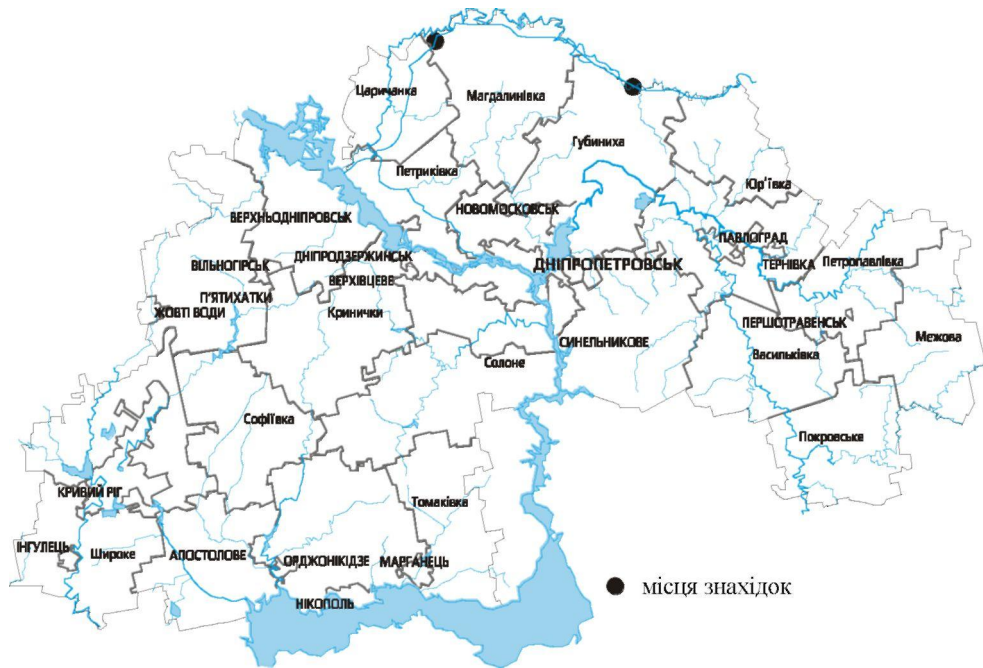 Царичанка
Магдалинівка
Губиниха
Петриківка
Юр'ївка
НОВОМОСКОВСЬК
ВЕРХНЬОДНІПРОВСЬК
ПАВЛОГРАД
ДНІПРОДЗЕРЖИНСЬК
ДНІПРОПЕТРОВСЬК
ТЕРНІВКА
Петропавлівка
ВІЛЬНОГІРСЬК
ВЕРХІВЦЕВЕ
П'ЯТИХАТКИ
ЖОВТІ ВОДИ
Кринички
ПЕРШОТРАВЕНСЬК
СИНЕЛЬНИКОВЕ
Межова
Васильківка
Солоне
Софіївка
Покровське
КРИВИЙ РІГ
Томаківка
ІНГУЛЕЦЬ
Широке
АПОСТОЛОВЕ
ОРДЖОНІКІДЗЕ
МАРГАНЕЦЬ
місця знахідок
НІКОПОЛЬ